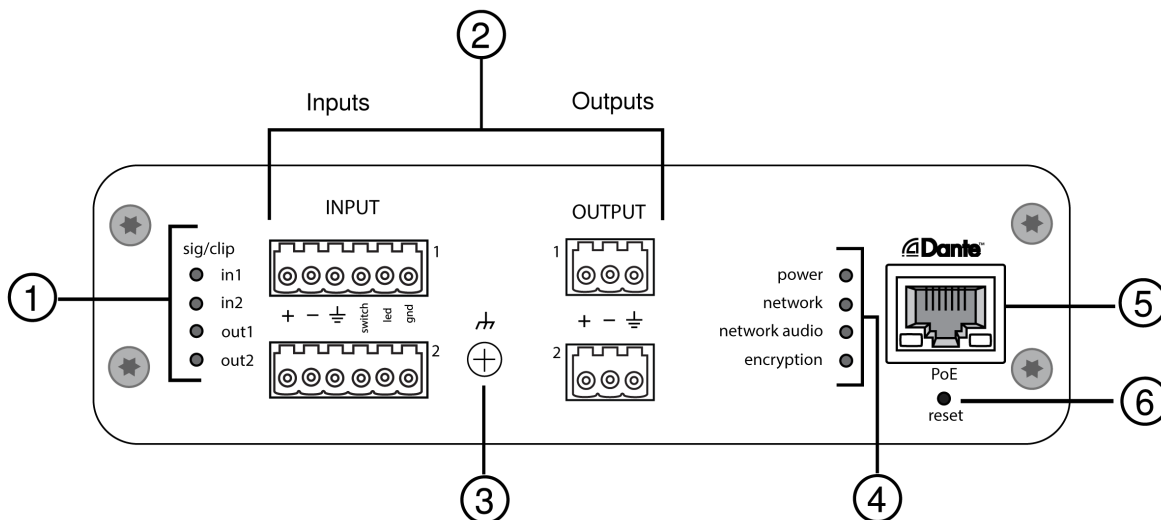 2
Inputs
Outputs
INPUT
OUTPUT
1
sig/clip
in1
in2
out1
out2
1
+ − switch led gnd
2
1
+ −
2
3
power
network
network audio
encryption
4
Dante™
PoE
reset
5
6